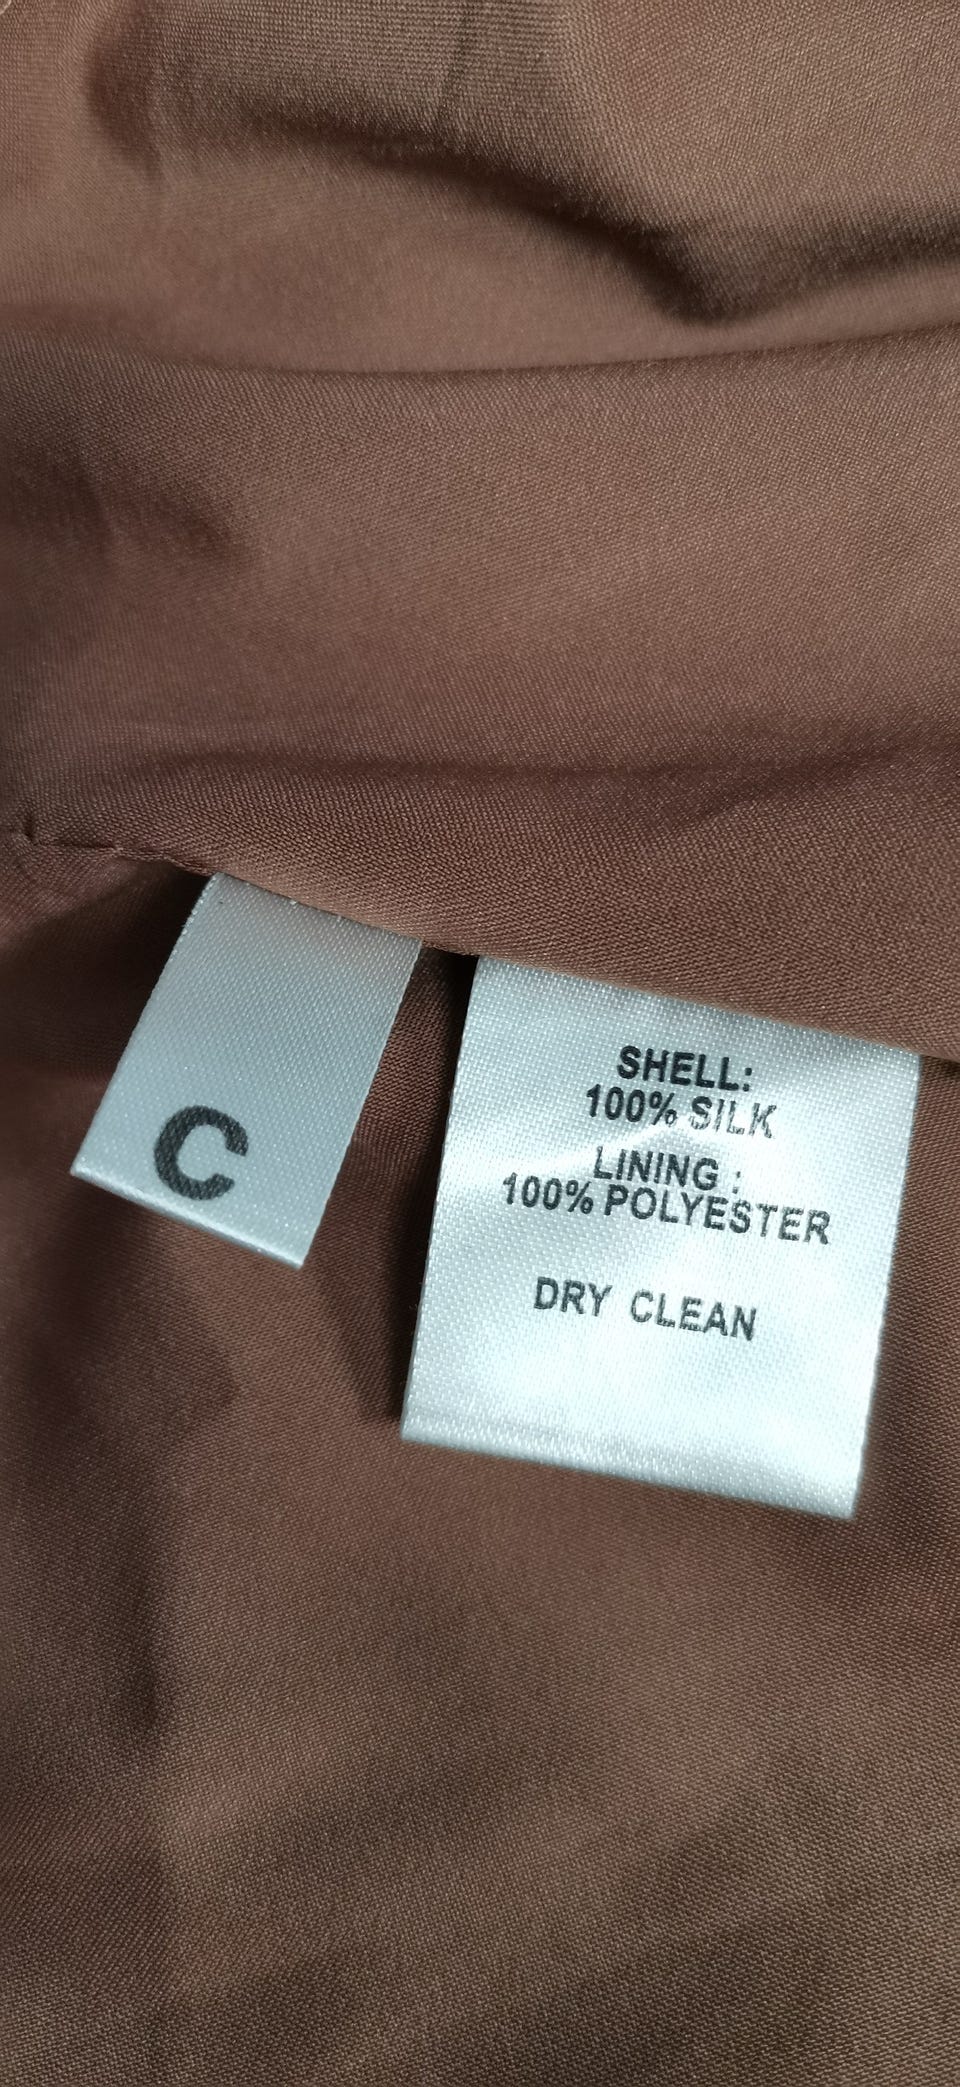 C
SHELL:
100% SILK
LINING :
100% POLYESTER
DRY CLEAN